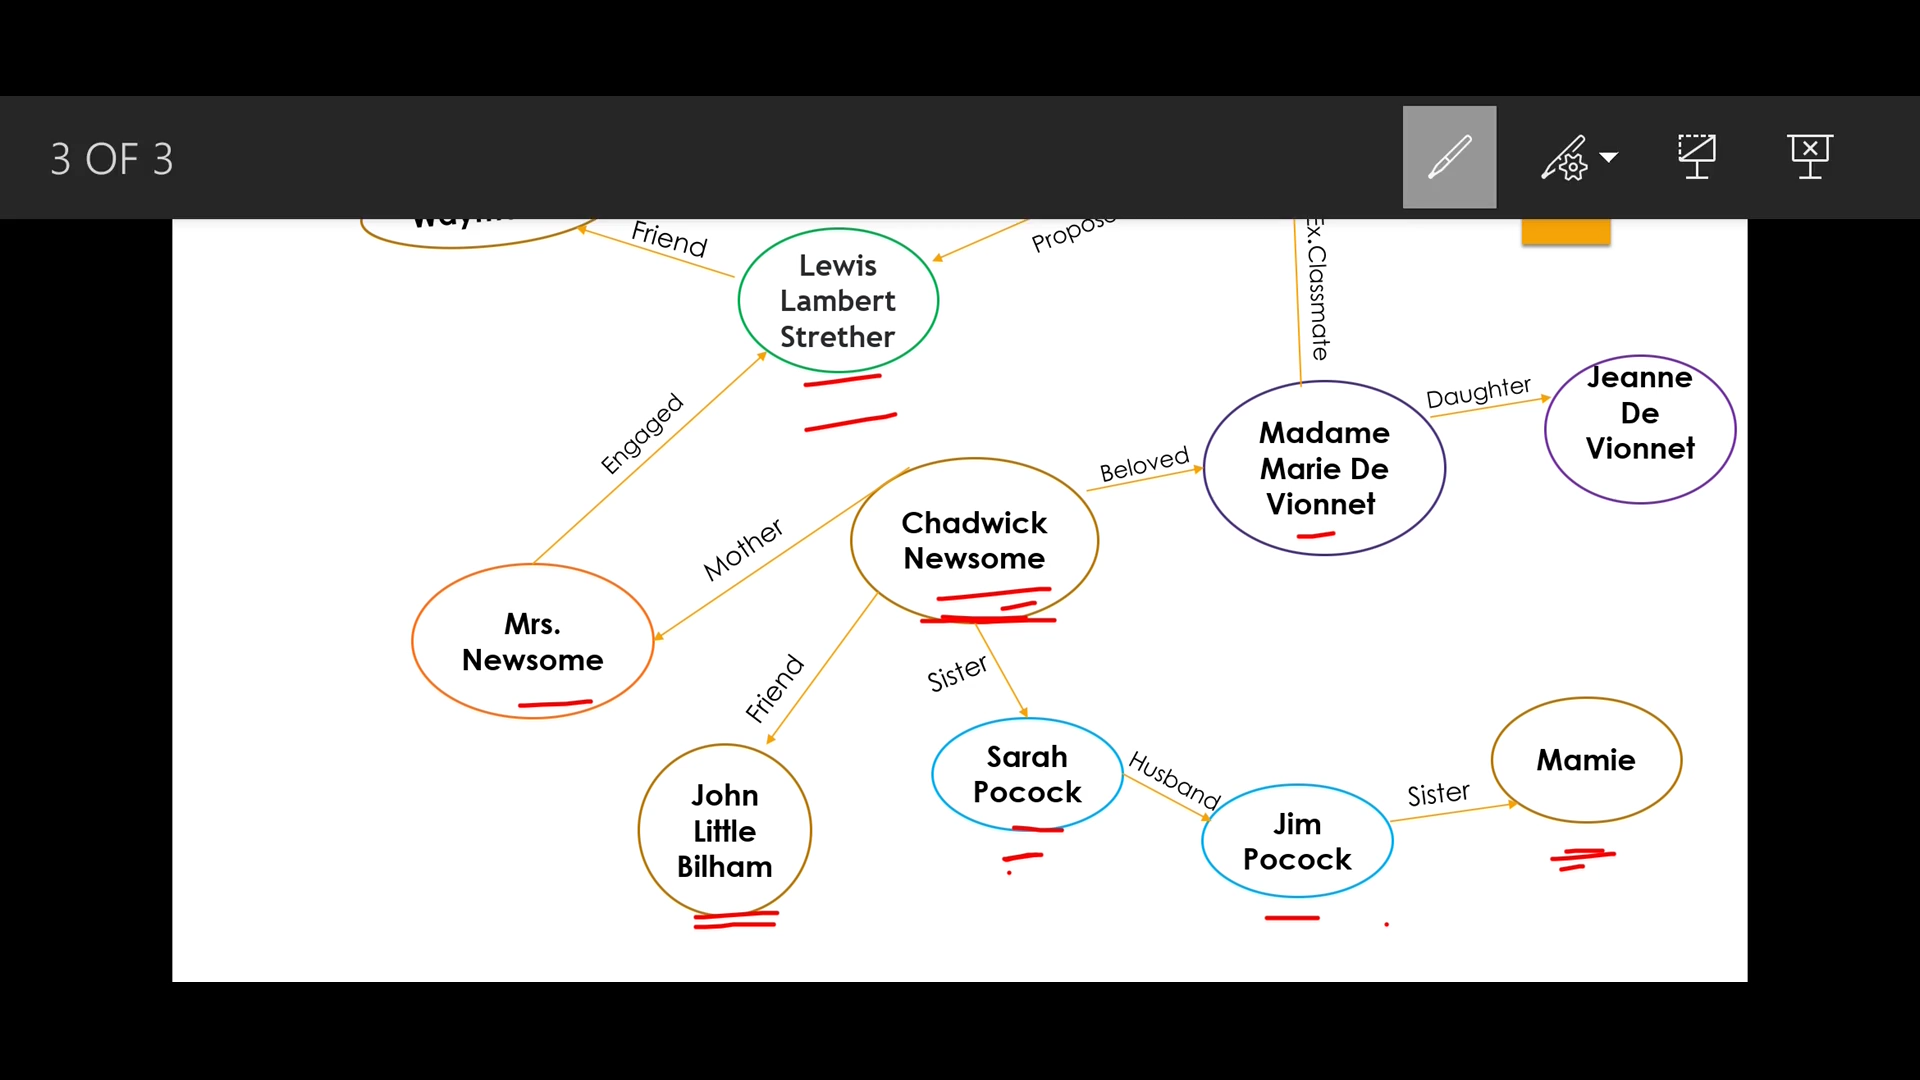 3 OF 3
Friend
Ex.Classmate
Lewis
Lambert
Strether
Engaged
Daughter
Jeanne
De
Vionnet
Beloved
Madame
Marie De
Vionnet
Mother
Chadwick
Newsome
Mrs.
Newsome
Friend
Sister
Sarah
Pocock
Husband
Jim
Pocock
Sister
Mamie
John
Little
Bilham